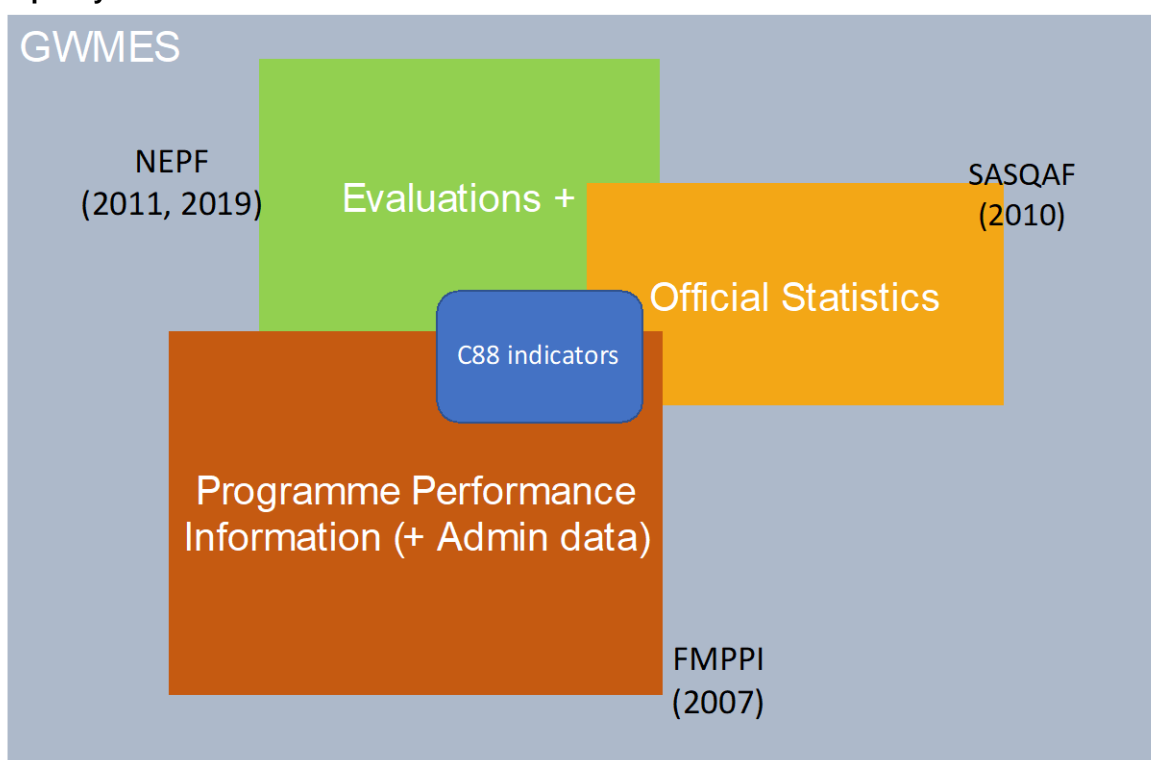 GWMES
NEPF
(2011, 2019)
Evaluations +
SASQAF
(2010)
Official Statistics
C88 indicators
Programme Performance
Information (+ Admin data)
FMPPI
(2007)